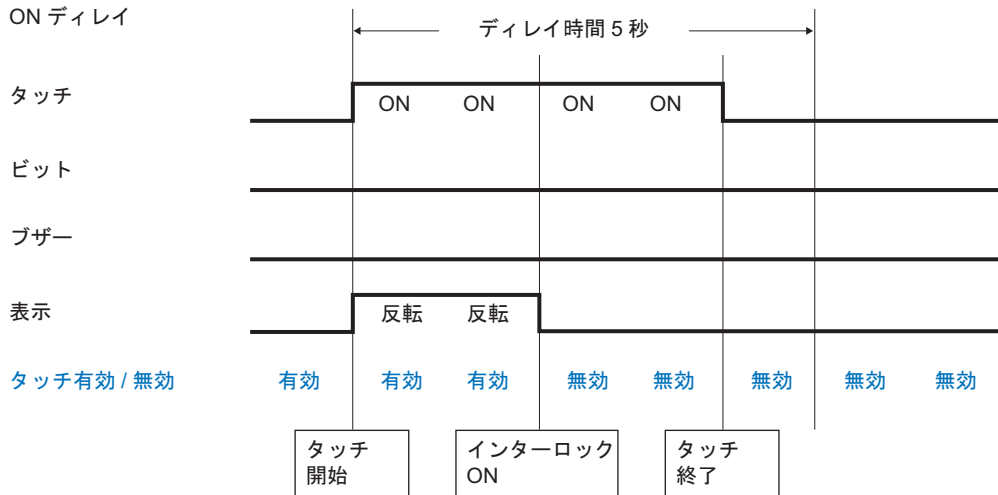 ON ディレイ
ディレイ時間 5 秒
タッチ
ON ON ON ON
ビット
ブザー
表示
反転 反転
タッチ有効 / 無効 有効 有効 有効 無効 無効 無効 無効 無効
タッチ
開始
インターロック
ON
タッチ
終了